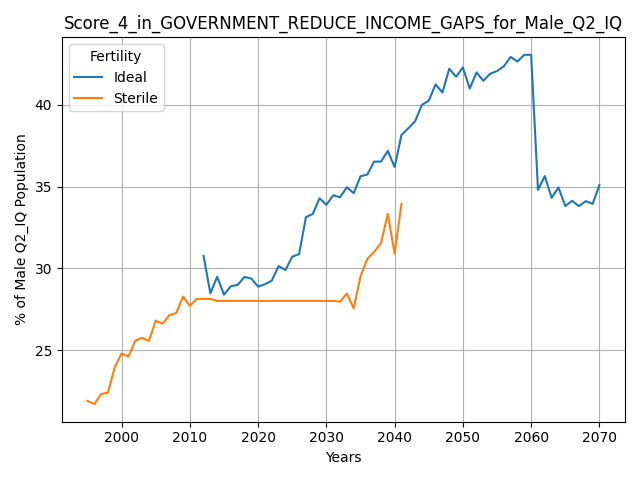 Score_4_in_GOVERNMENT_REDUCE_INCOME_GAPS_for_Male_Q2_IQ
Fertility
Ideal
Sterile
% of Male Q2_IQ Population
40
35
30
25
2000 2010 2020 2030 2040 2050 2060 2070
Years